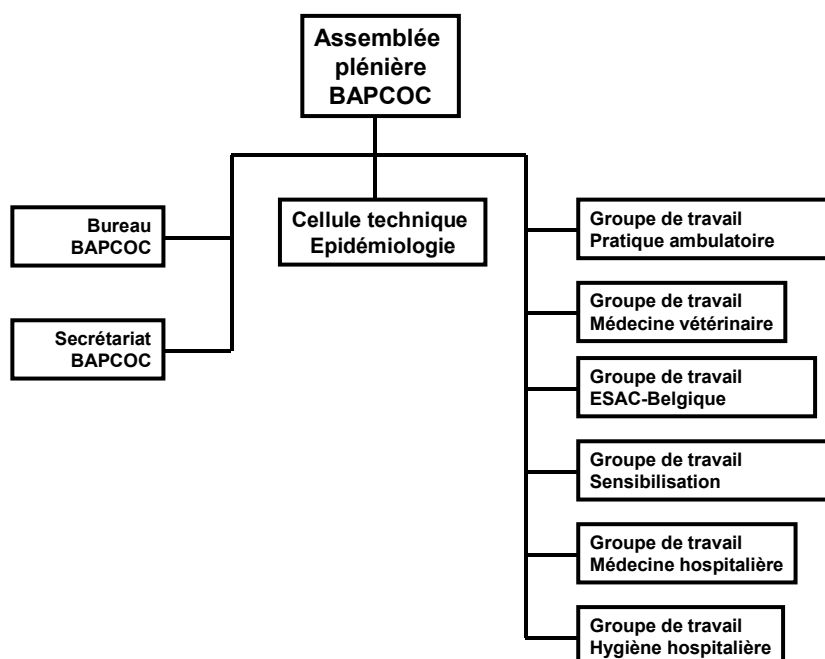 Assemblée
plénière
BAPCOC
Bureau
BAPCOC
Secrétariat
BAPCOC
Cellule technique
Epidémiologie
Groupe de travail
Pratique ambulatoire
Groupe de travail
Médecine vétérinaire
Groupe de travail
ESAC-Belgique
Groupe de travail
Sensibilisation
Groupe de travail
Médecine hospitalière
Groupe de travail
Hygiène hospitalière